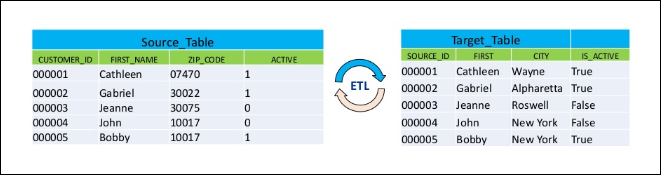 Source_Table
CUSTOMER_ID FIRST_NAME ZIP_CODE ACTIVE
000001 Cathleen 07470 1
000002 Gabriel 30022 1
000003 Jeanne 30075 0
000004 John 10017 0
000005 Bobby 10017 1
ETL
Target_Table
SOURCE_ID FIRST CITY IS_ACTIVE
000001 Cathleen Wayne True
000002 Gabriel Alpharetta True
000003 Jeanne Roswell False
000004 John New York False
000005 Bobby New York True